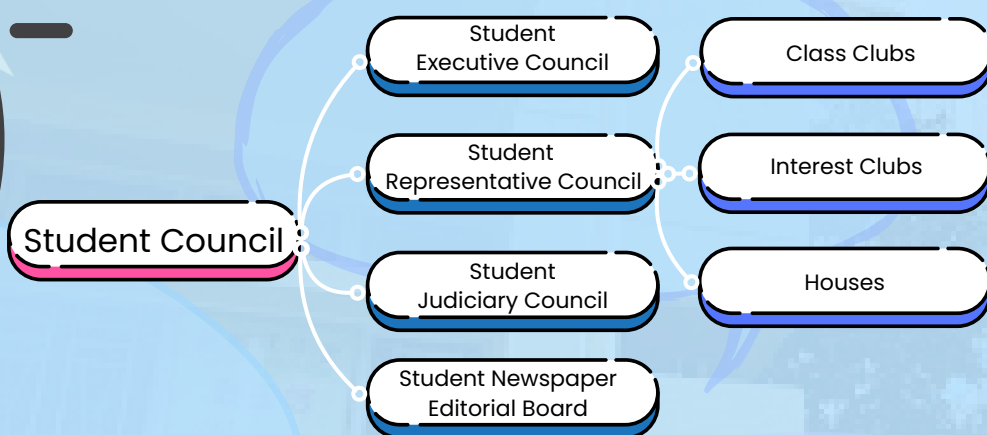 Student Council
Student
Executive Council
Student
Representative Council
Student
Judiciary Council
Student Newspaper
Editorial Board
Class Clubs
Interest Clubs
Houses